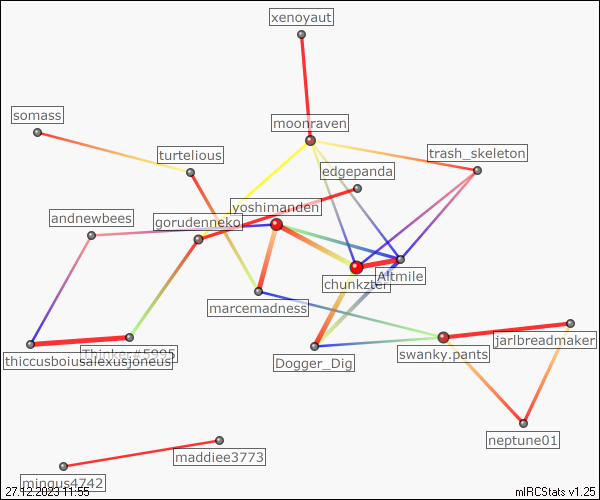 xenoyaut
somass
moonraven
turtelious
trash_skeleton
edgepanda
yoshimanden
andnewbees
gorudenneko
chunkzter
Altmile
marcemadness
jarlbreadmaker
Thinker#5995
thiccusboiusalexusjoneus
Dogger_Dig
swanky.pants
neptune01
maddiee3773
mingus4742
27.12.2023 11:55
mIRCStats v1.25